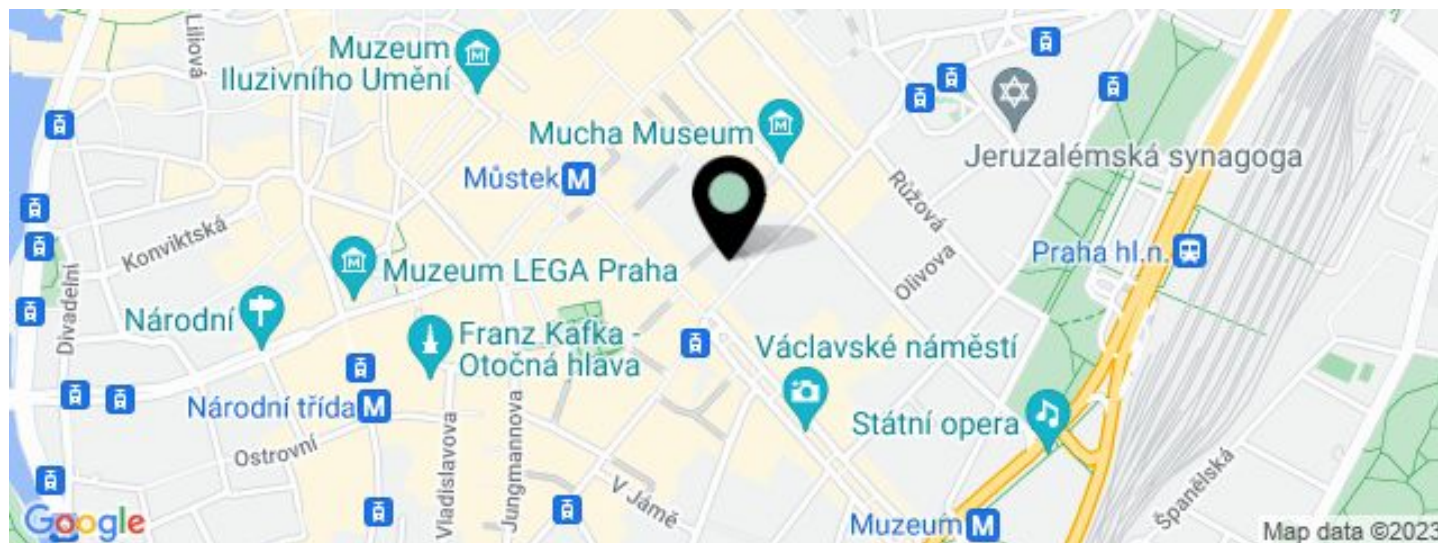 Liliová
Muzeum
Iluzivního Umění
Mucha Museum
Jeruzalémská synagoga
Můstek M
Růžová
Konviktská
Olivova
Praha hl.n.
Muzeum LEGA Praha
Divadelní
Národní
Franz Kafka -
Otočná hlava
Václavské náměstí
Národní třída M
Státní opera
Ostrovní
Vladislavova
Jungmannova
V Jámě
Španělská
Muzeum M
Google
Map data ©2023